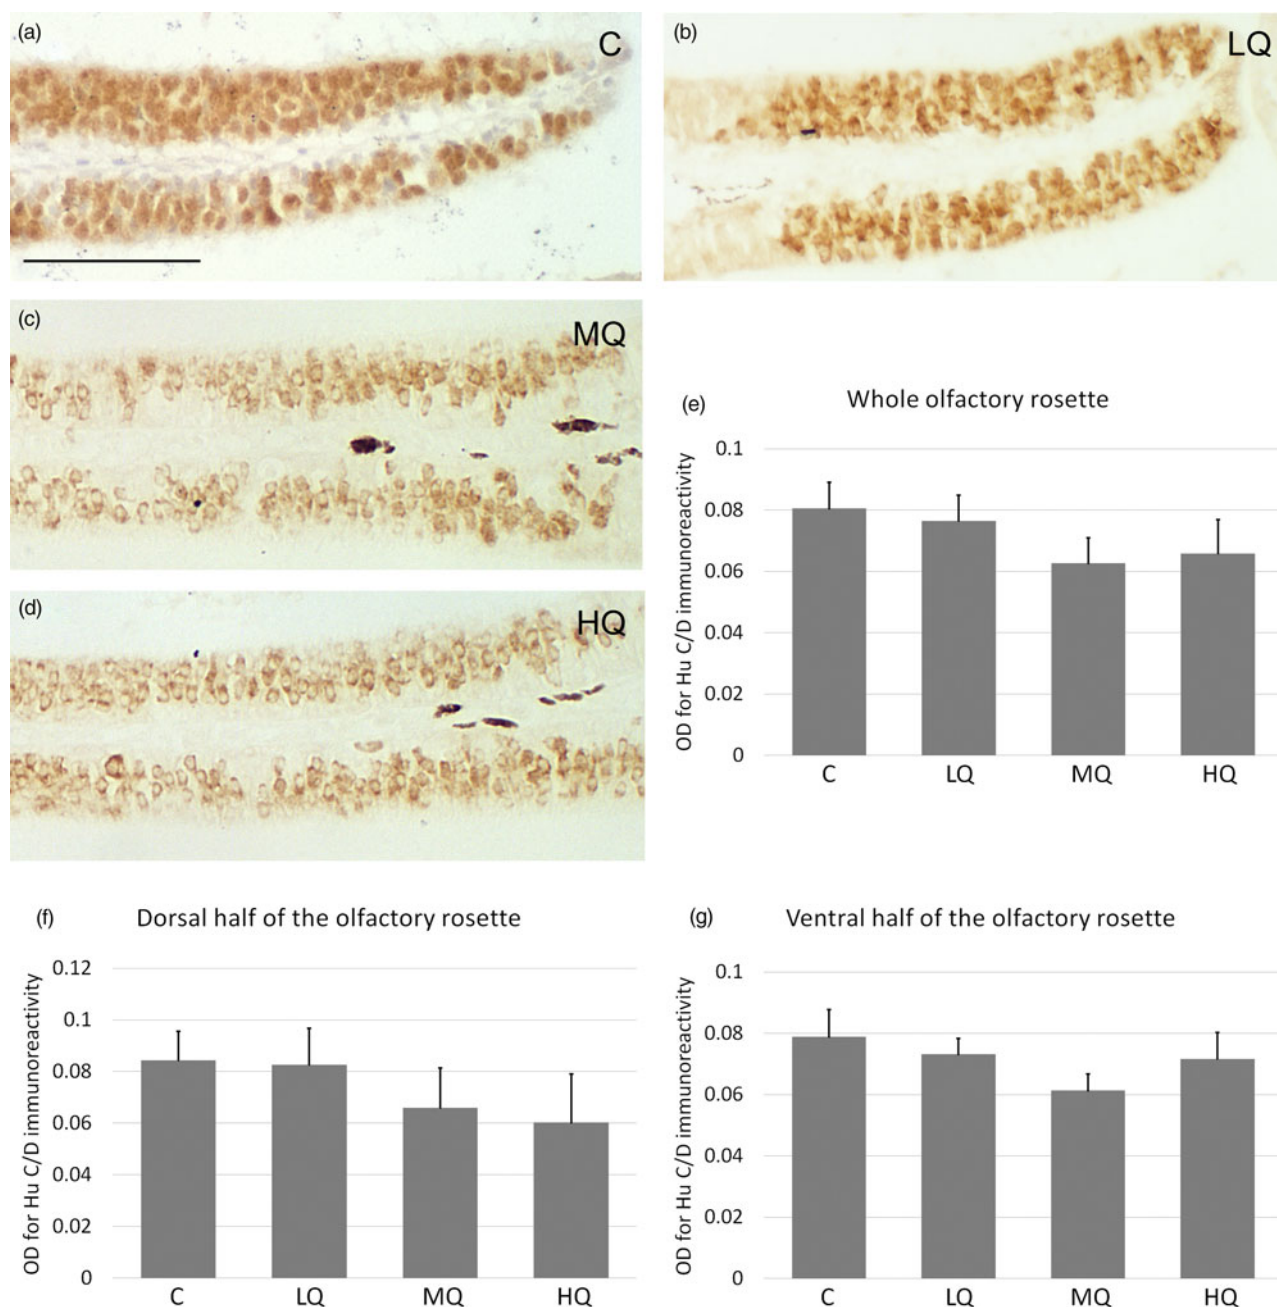 (a)
C
(b)
LQ
(c)
MQ
(d)
HQ
(e)
Whole olfactory rosette
OD for Hu C/D immunoreactivity
0.1
0.08
0.06
0.04
0.02
0
C LQ MQ HQ
(f)
Dorsal half of the olfactory rosette
OD for Hu C/D immunoreactivity
0.12
0.1
0.08
0.06
0.04
0.02
0
C LQ MQ HQ
(g)
Ventral half of the olfactory rosette
OD for Hu C/D immunoreactivity
0.1
0.08
0.06
0.04
0.02
0
C LQ MQ HQ